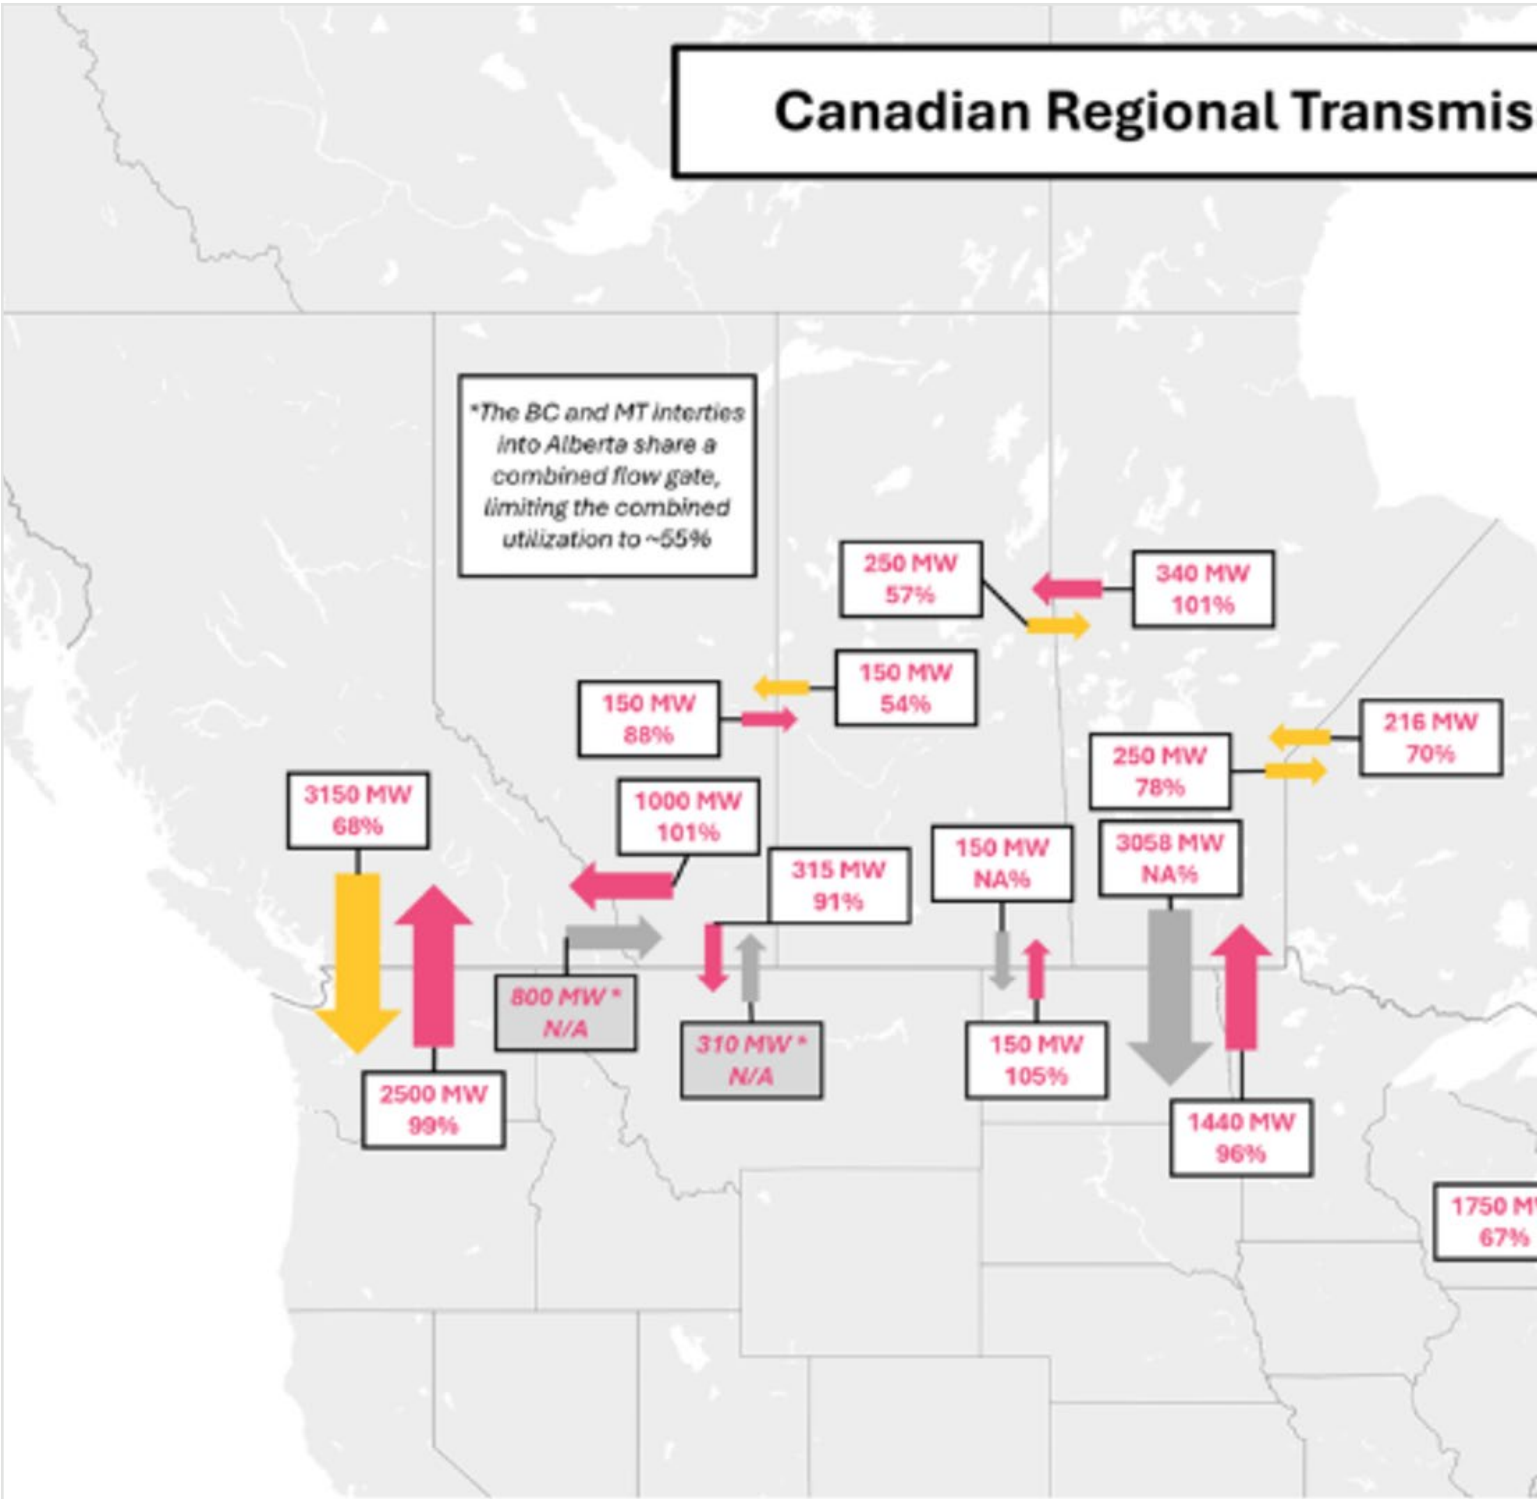 Canadian Regional Transmis
*The BC and MT interties
into Alberta share a
combined flow gate,
limiting the combined
utilization to ~55%
250 MW
57%
340 MW
101%
150 MW
54%
150 MW
88%
216 MW
70%
250 MW
78%
3150 MW
68%
1000 MW
101%
315 MW
91%
150 MW
NA%
3058 MW
NA%
800 MW *
N/A
310 MW *
N/A
150 MW
105%
2500 MW
99%
1440 MW
96%
1750 MW
67%